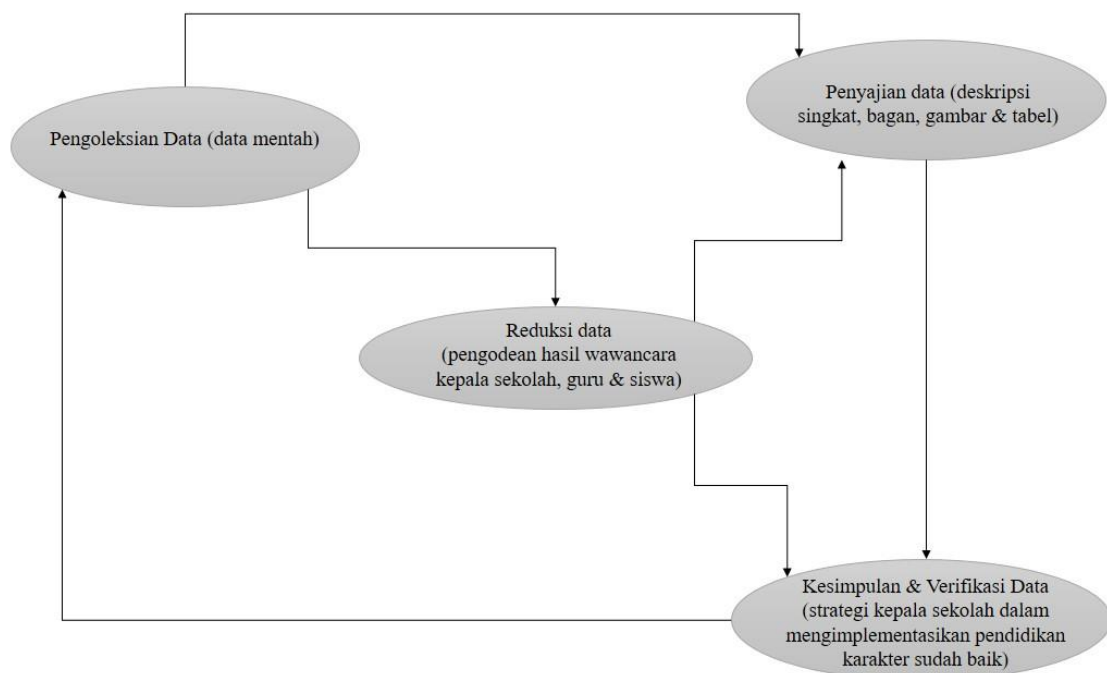 Pengoleksian Data (data mentah)
Penyajian data (deskripsi
singkat, bagan, gambar & tabel)
Reduksi data
(pengodean hasil wawancara
kepala sekolah, guru & siswa)
Kesimpulan & Verifikasi Data
(strategi kepala sekolah dalam
mengimplementasikan pendidikan
karakter sudah baik)